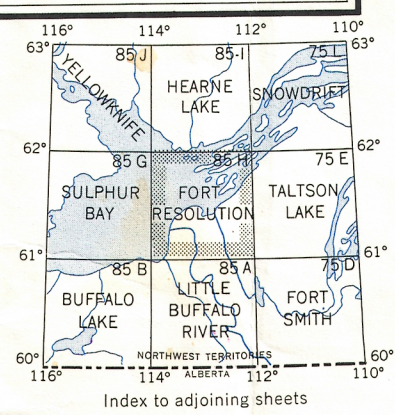 116° 114° 112° 110°
63° 85 J 85-I 75 L 63°
YELLOWKNIFE
HEARNE
LAKE
SNOWDRIFT
62° 85 G 85 H 75 E 62°
SULPHUR
BAY
FORT
RESOLUTION
TALTSON
LAKE
61° 85 B 85 A 75 D 61°
BUFFALO
LAKE
LITTLE
BUFFALO
RIVER
FORT
SMITH
60° NORTHWEST TERRITORIES 60°
ALBERTA
116° 114° 112° 110°
Index to adjoining sheets